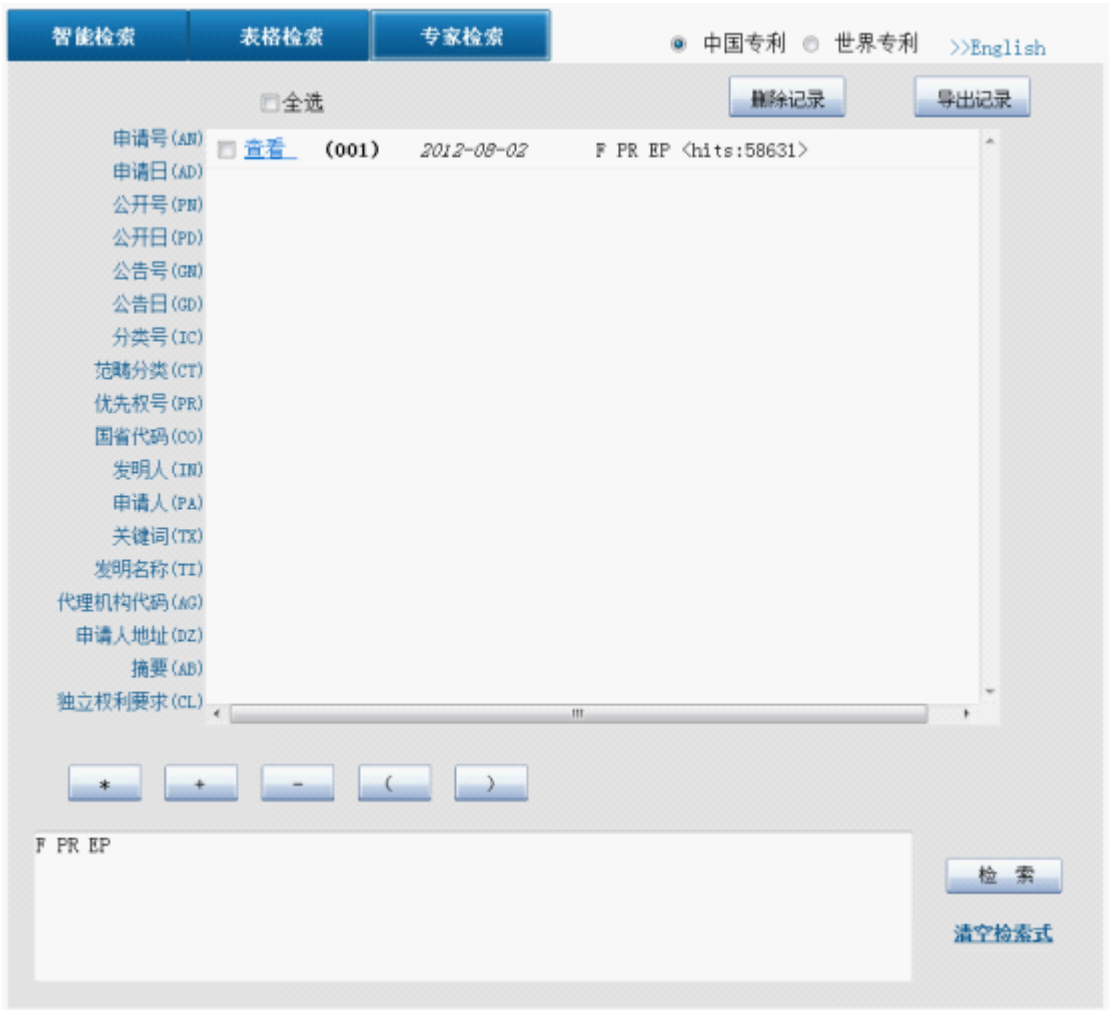 智能检索 表格检索 专家检索 中国专利 世界专利 >>English
全选 删除记录 导出记录
申请号(AN) 查看 (001) 2012-08-02 F PR EP <hits:58631>
申请日(AD)
公开号(PN)
公开日(PD)
公告号(GN)
公告日(GD)
分类号(IC)
范畴分类(CT)
优先权号(PR)
国省代码(CO)
发明人(IN)
申请人(PA)
关键词(TX)
发明名称(TI)
代理机构代码(AG)
申请人地址(DZ)
摘要(AB)
独立权利要求(CL)
* + - ( )
F PR EP
检 索
清空检索式